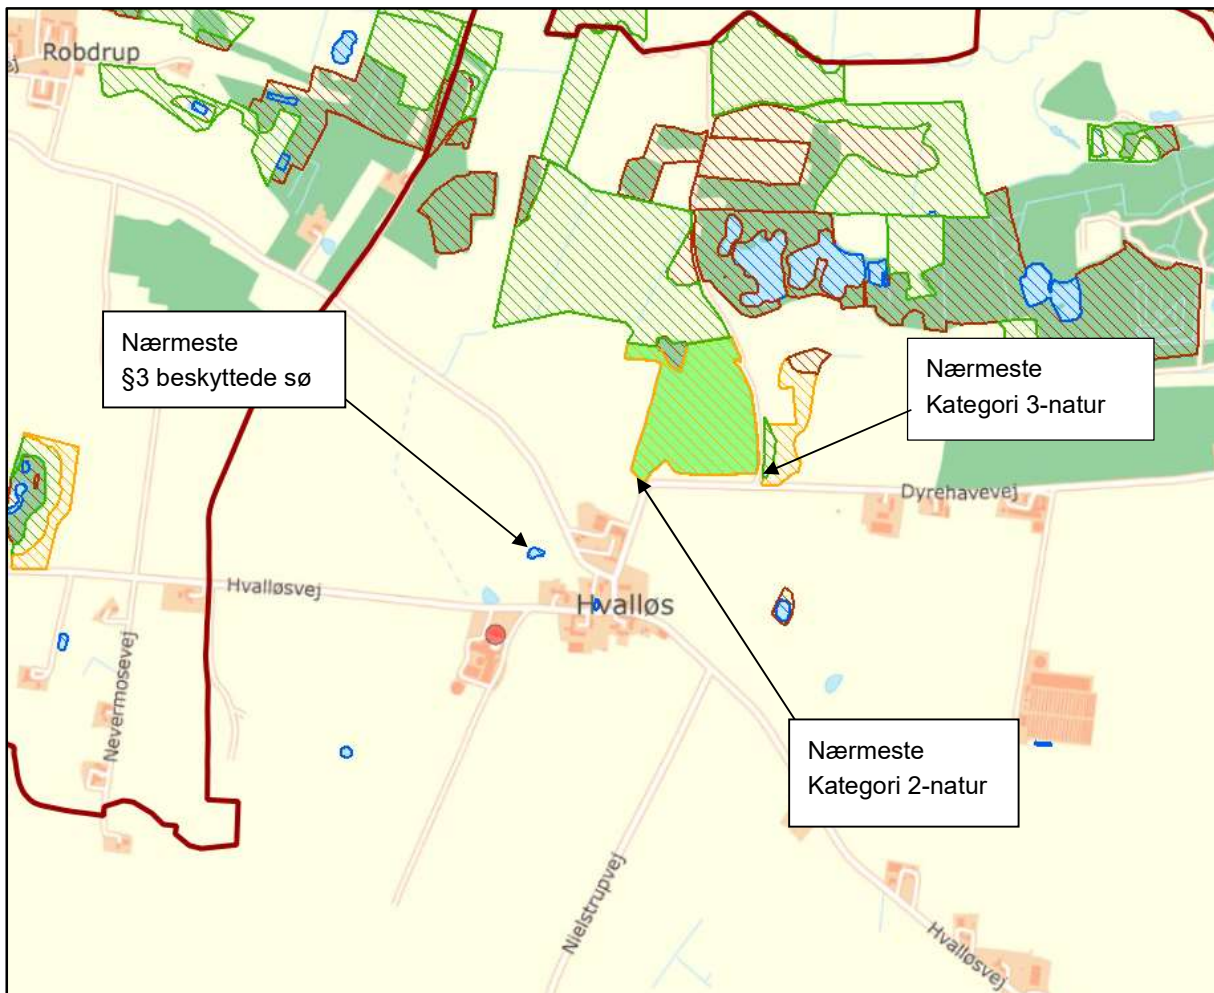 Robdrup
ej
Nærmeste
§3 beskyttede sø
Nærmeste
Kategori 3-natur
Dyrehavevej
Hvalløsvej
Hvalløs
Nevermosevej
Nærmeste
Kategori 2-natur
Nielstrupvej
Hvalløsvej